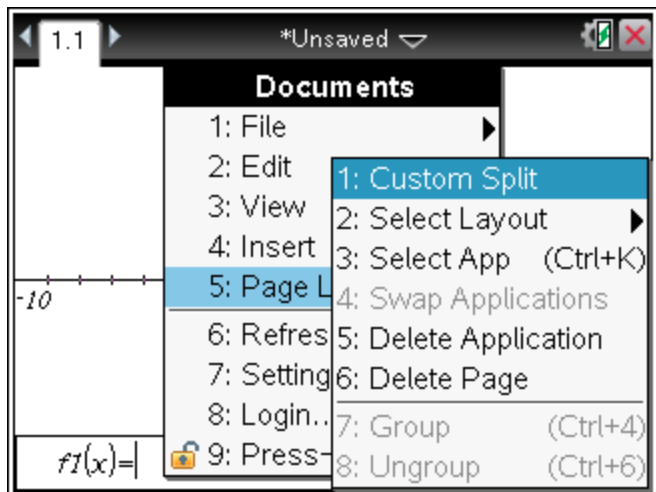 1.1 *Unsaved
Documents
1: File
2: Edit
3: View
4: Insert
5: Page L
6: Refres
7: Setting
8: Login..
9: Press-
1: Custom Split
2: Select Layout
3: Select App (Ctrl+K)
4: Swap Applications
5: Delete Application
6: Delete Page
7: Group (Ctrl+4)
8: Ungroup (Ctrl+6)
-10
f1(x)=